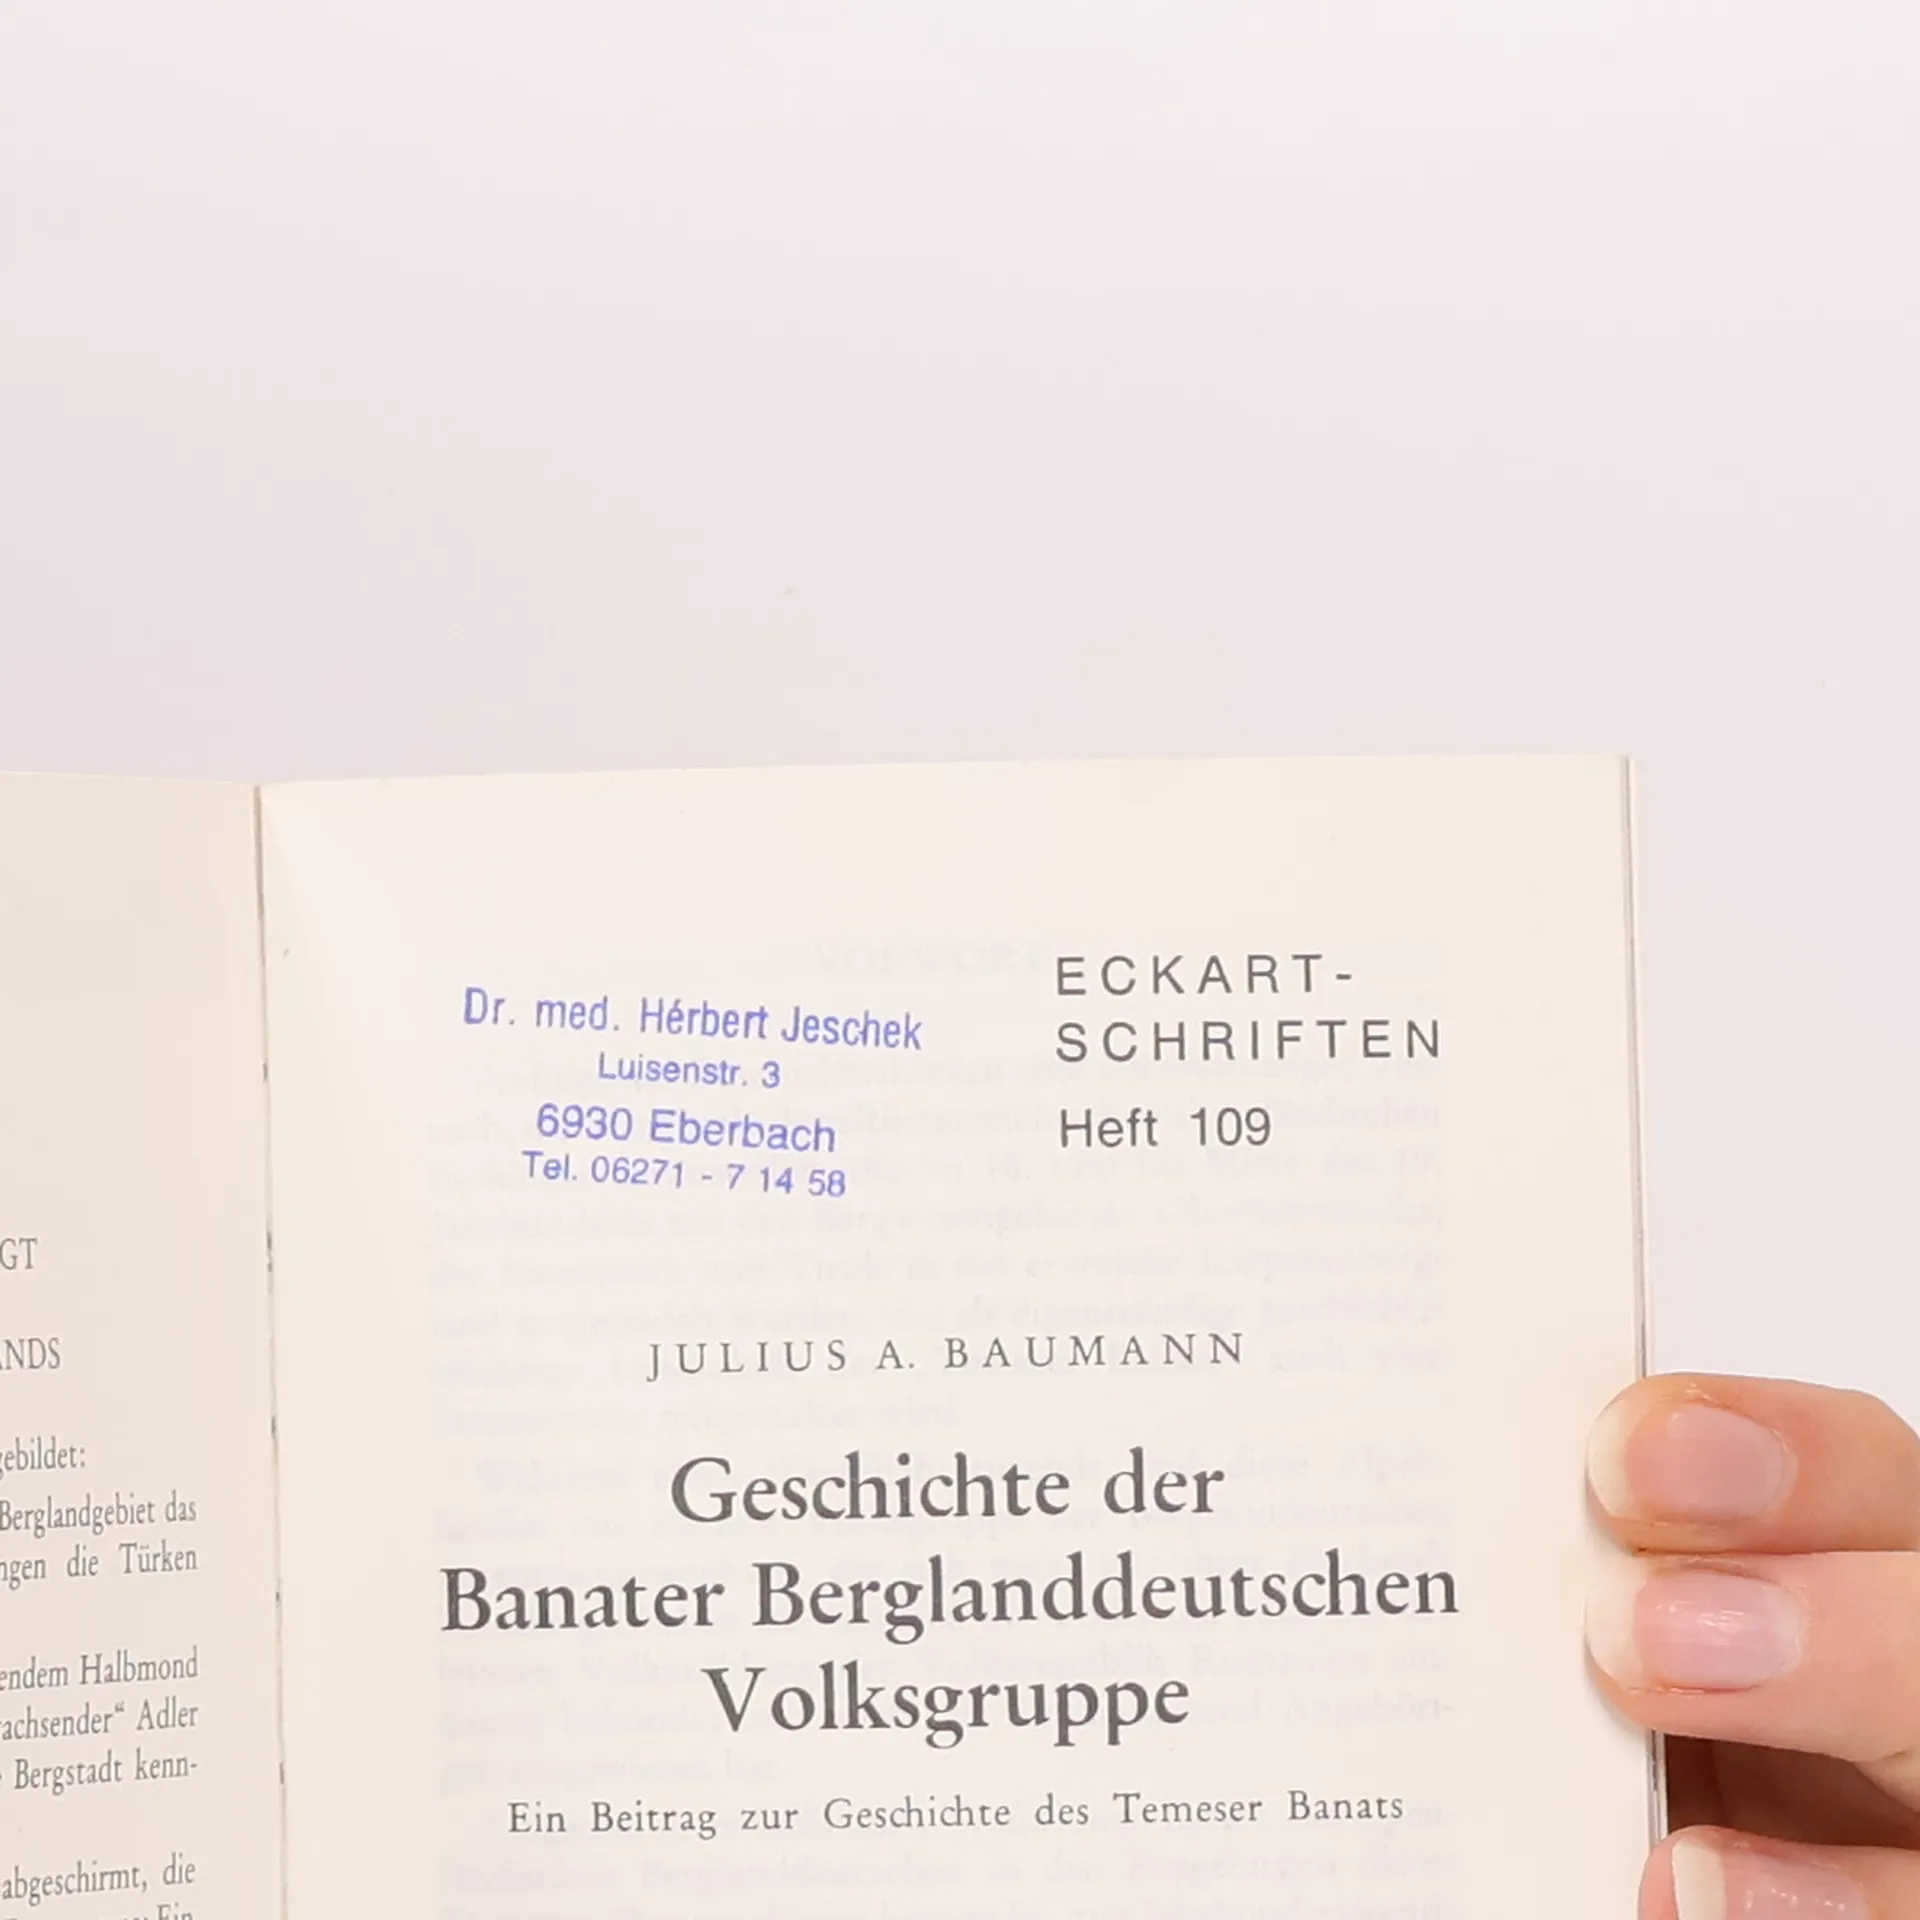 GT
ANDS
gebildet:
Berglandgebiet das
ngen die Türken
endem Halbmond
achsender“ Adler
Bergstadt kenn-
abgeschirmt, die
Ein
Dr. med. Hérbert Jeschek
Luisenstr. 3
6930 Eberbach
Tel. 06271 - 7 14 58
ECKART-
SCHRIFTEN
Heft 109
JULIUS A. BAUMANN
Geschichte der
Banater Berglanddeutschen
Volksgruppe
Ein Beitrag zur Geschichte des Temeser Banats